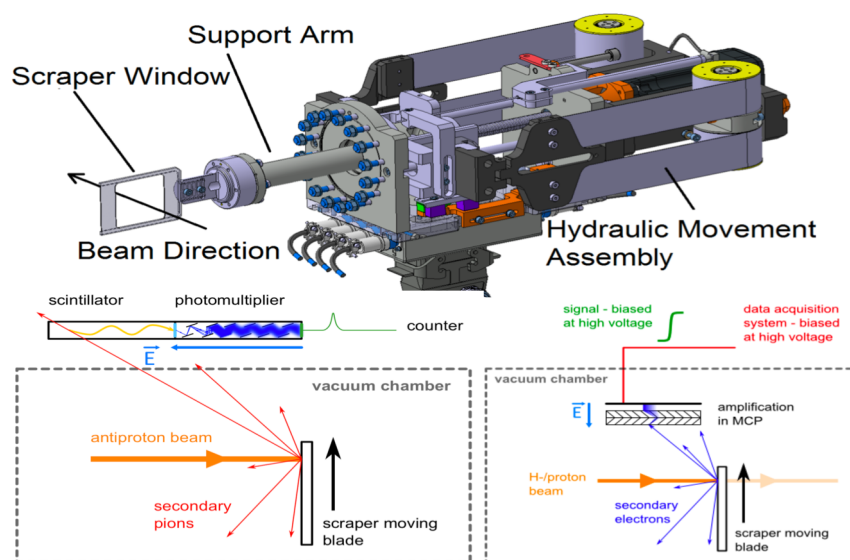 Support Arm
Scraper Window
Beam Direction
Hydraulic Movement
Assembly
scintillator
photomultiplier
counter
E
vacuum chamber
antiproton beam
secondary
pions
scraper moving
blade
signal - biased
at high voltage
data acquisition
system - biased
at high voltage
vacuum chamber
E
amplification
in MCP
H-/proton
beam
secondary
electrons
scraper moving
blade